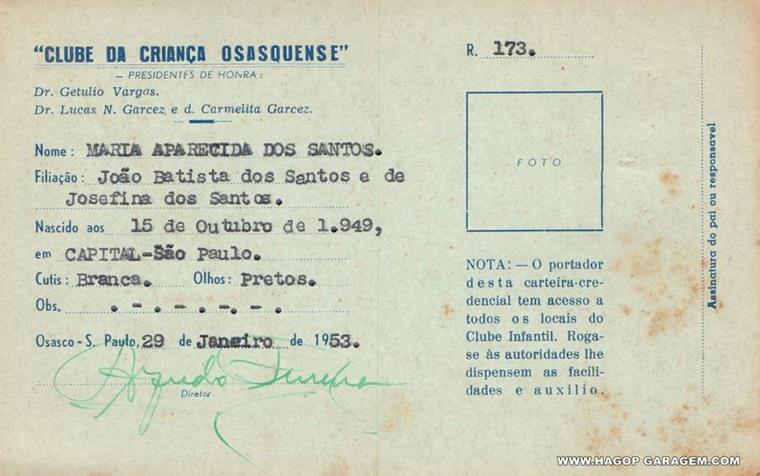 "CLUBE DA CRIANÇA OSASQUENSE"
— PRESIDENTES DE HONRA:
Dr. Getulio Vargas.
Dr. Lucas N. Garcez e d. Carmelita Garcez.
Nome: MARIA APARECIDA DOS SANTOS.
Filiação: João Batista dos Santos e de
Josefina dos Santos.
Nascido aos 15 de Outubro de 1.949,
em CAPITAL-São Paulo.
Cutis: Branca. Olhos: Pretos.
Obs. . - . - . - . - .
Osasco - S. Paulo, 29 de Janeiro de 1953.
Diretor
R. 173.
FOTO
NOTA: — O portador
desta carteira-cre-
dencial tem acesso a
todos os locais do
Clube Infantil. Roga-
se às autoridades lhe
dispensem as facili-
dades e auxilio.
Assinatura do pai ou responsavel
WWW.HAGOP GARAGEM.COM